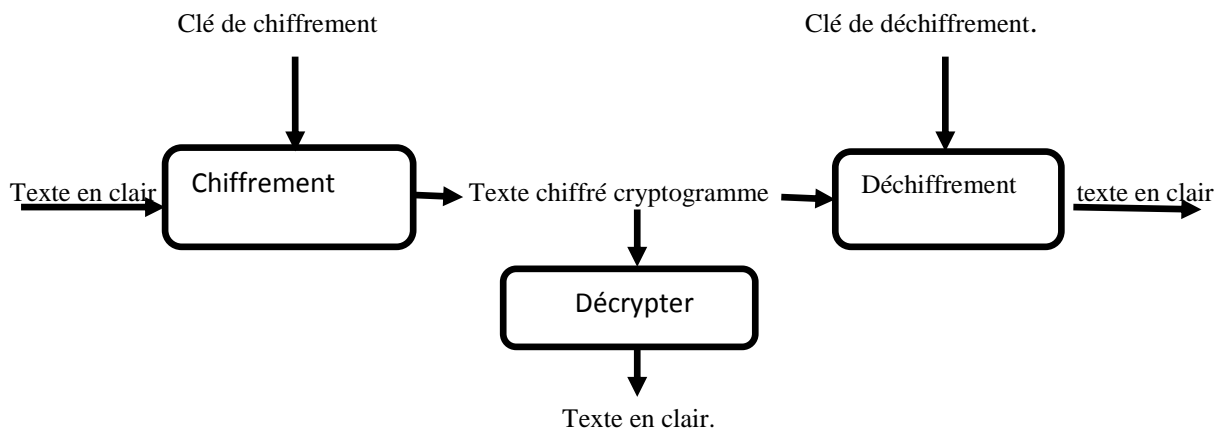 Clé de chiffrement
Clé de déchiffrement.
Texte en clair
Chiffrement
Texte chiffré cryptogramme
Déchiffrement
texte en clair
Décrypter
Texte en clair.